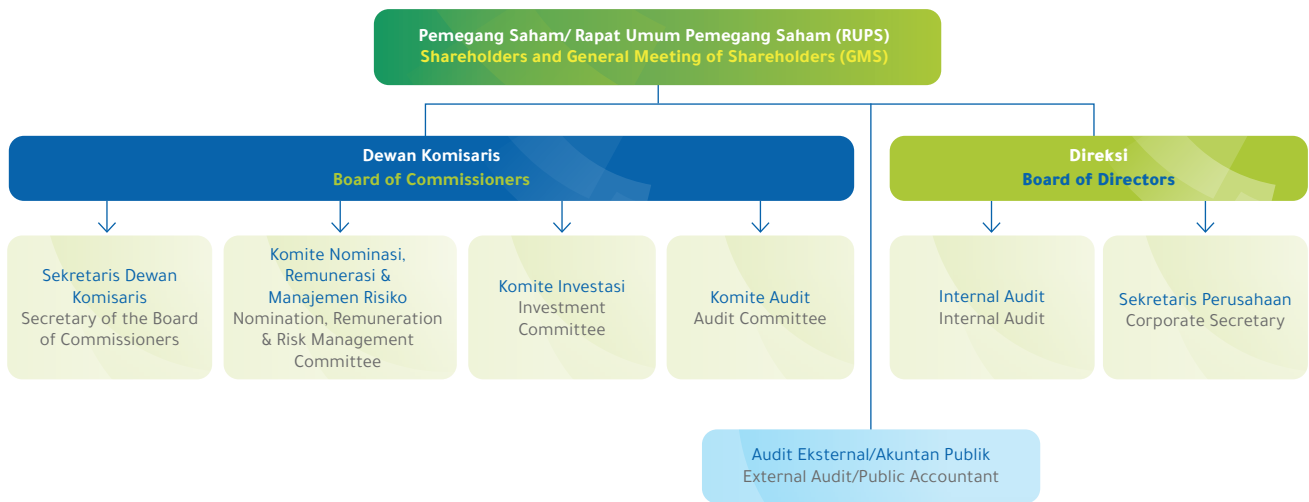 Pemegang Saham/ Rapat Umum Pemegang Saham (RUPS)
Shareholders and General Meeting of Shareholders (GMS)
Dewan Komisaris
Board of Commissioners
Direksi
Board of Directors
Sekretaris Dewan
Komisaris
Secretary of the Board
of Commissioners
Komite Nominasi,
Remunerasi &
Manajemen Risiko
Nomination, Remuneration
& Risk Management
Committee
Komite Investasi
Investment
Committee
Komite Audit
Audit Committee
Internal Audit
Internal Audit
Sekretaris Perusahaan
Corporate Secretary
Audit Eksternal/Akuntan Publik
External Audit/Public Accountant